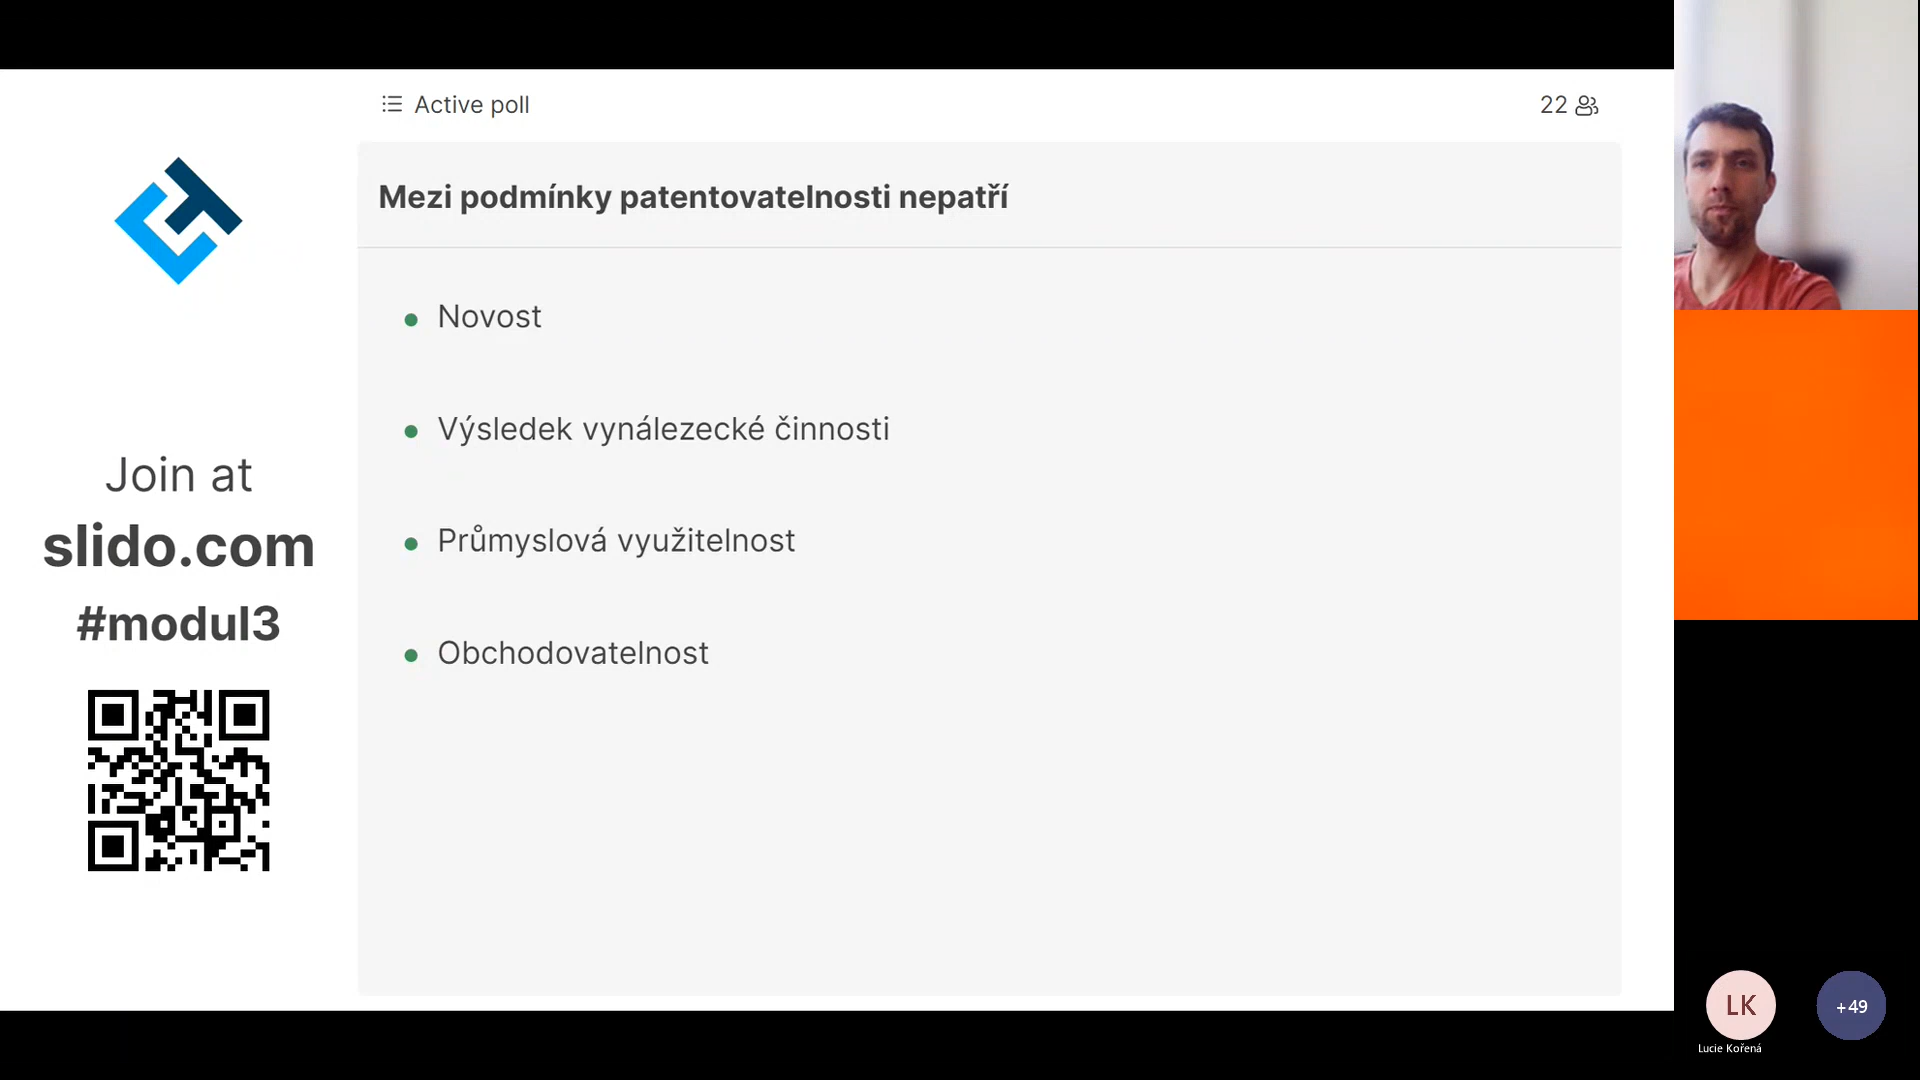 Active poll
22
Mezi podmínky patentovatelnosti nepatří
Novost
Výsledek vynálezecké činnosti
Průmyslová využitelnost
Obchodovatelnost
Join at
slido.com
#modul3
LK
Lucie Kořená
+49